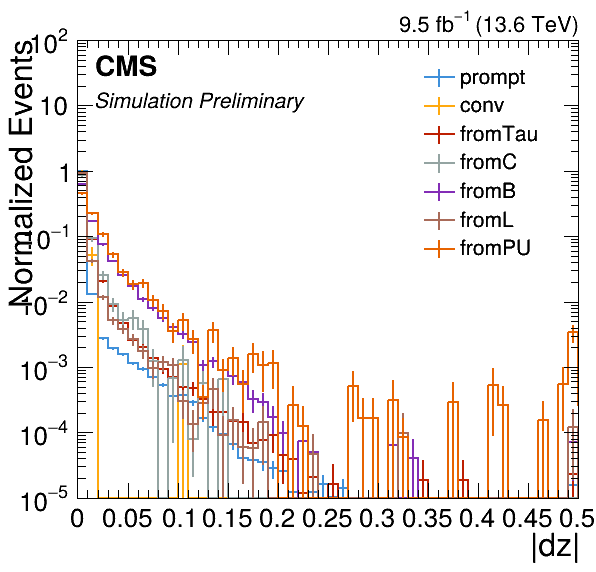 9.5 fb⁻¹ (13.6 TeV)
CMS
Simulation Preliminary
prompt
conv
fromTau
fromC
fromB
fromL
fromPU
Normalized Events
10²
10
1
10⁻¹
10⁻²
10⁻³
10⁻⁴
10⁻⁵
0 0.05 0.1 0.15 0.2 0.25 0.3 0.35 0.4 0.45 0.5
|dz|